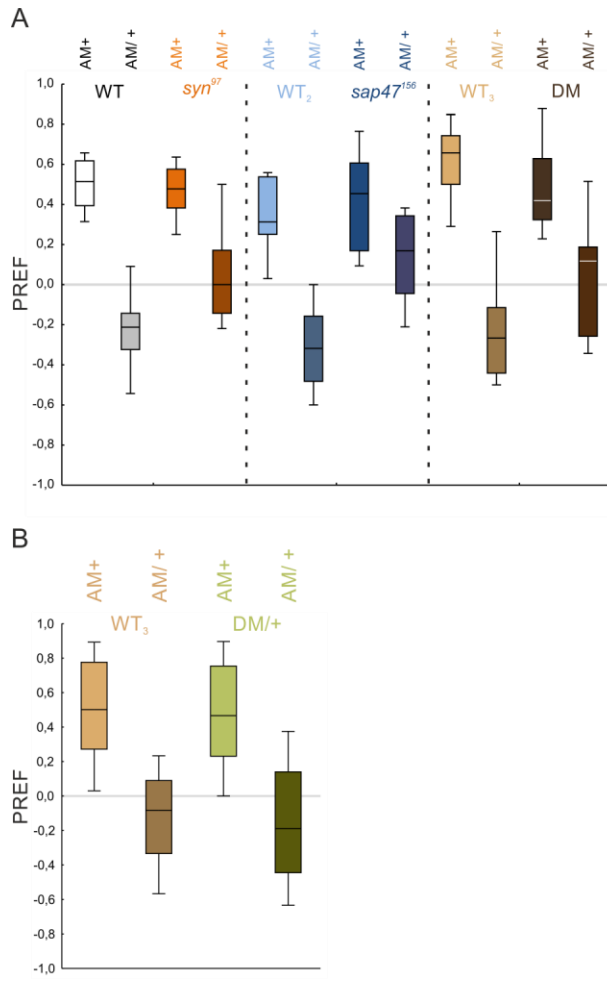 A
AM+ AM/ + AM+ AM/ + AM+ AM/ + AM+ AM/ + AM+ AM/ + AM+ AM/ +
WT syn97 WT2 sap47156 WT3 DM
1,0
0,8
0,6
0,4
0,2
0,0
-0,2
-0,4
-0,6
-0,8
-1,0
PREF
B
AM+ AM/ + AM+ AM/ +
WT3 DM/+
1,0
0,8
0,6
0,4
0,2
0,0
-0,2
-0,4
-0,6
-0,8
-1,0
PREF